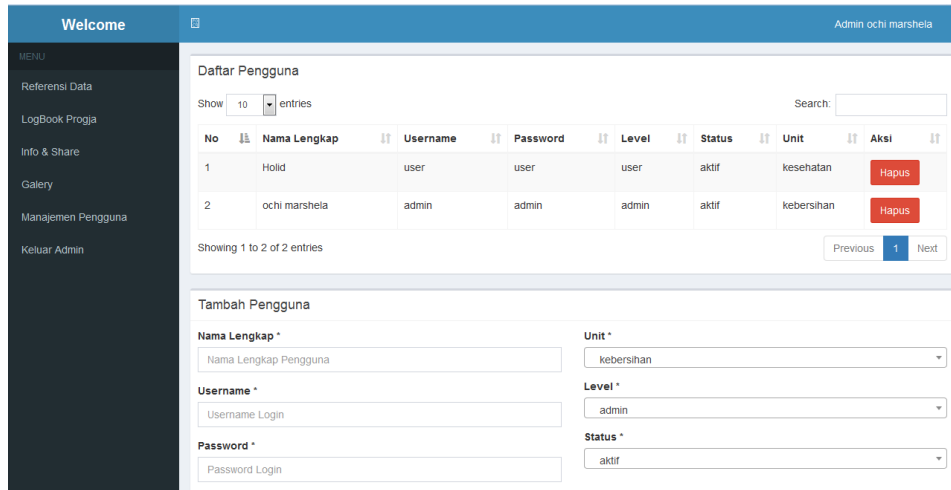 Welcome
Admin ochi marshela
MENU
Referensi Data
LogBook Progja
Info & Share
Galery
Manajemen Pengguna
Keluar Admin
Daftar Pengguna
Show 10 entries Search:
No Nama Lengkap Username Password Level Status Unit Aksi
1 Holid user user user aktif kesehatan Hapus
2 ochi marshela admin admin admin aktif kebersihan Hapus
Showing 1 to 2 of 2 entries Previous 1 Next
Tambah Pengguna
Nama Lengkap *
Nama Lengkap Pengguna
Username *
Username Login
Password *
Password Login
Unit *
kebersihan
Level *
admin
Status *
aktif